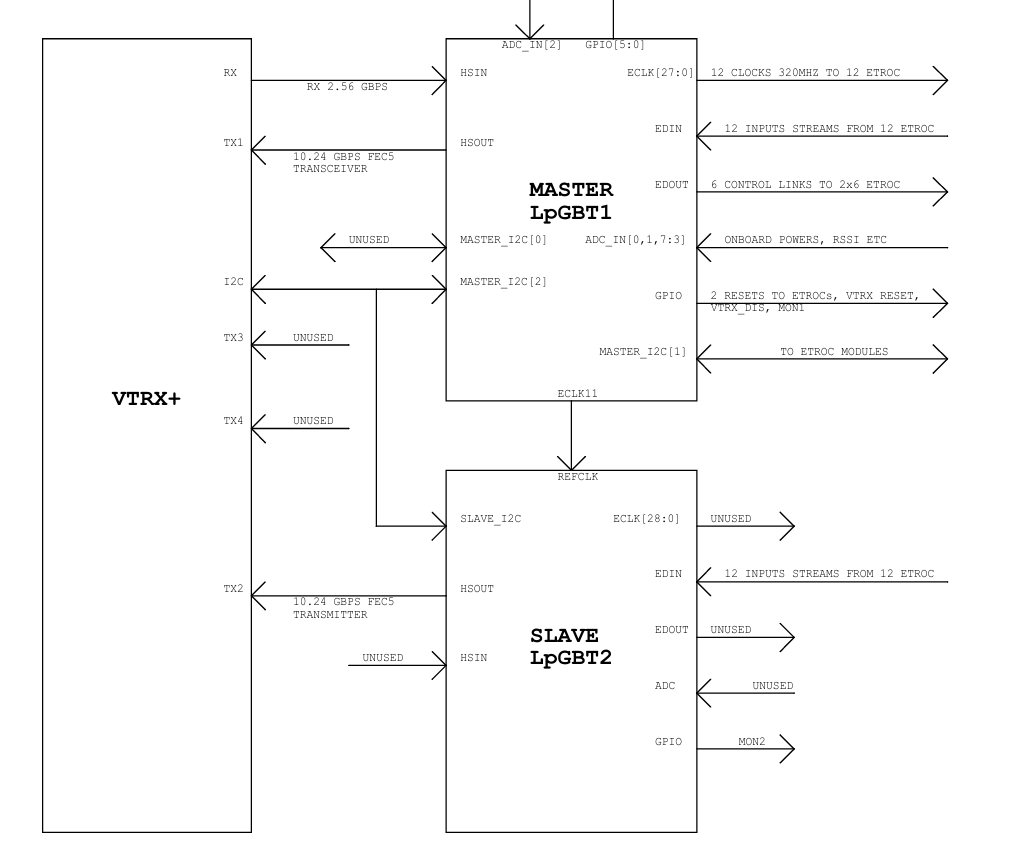 ADC_IN[2] GPIO[5:0]
RX
RX 2.56 GBPS
HSIN
ECLK[27:0]
12 CLOCKS 320MHZ TO 12 ETROC
EDIN
12 INPUTS STREAMS FROM 12 ETROC
TX1
10.24 GBPS FEC5
TRANSCEIVER
HSOUT
MASTER
LpGBT1
EDOUT
6 CONTROL LINKS TO 2x6 ETROC
UNUSED
MASTER_I2C[0]
ADC_IN[0,1,7:3]
ONBOARD POWERS, RSSI ETC
I2C
MASTER_I2C[2]
GPIO
2 RESETS TO ETROCs, VTRX RESET,
VTRX_DIS, MON1
TX3
UNUSED
MASTER_I2C[1]
TO ETROC MODULES
VTRX+
ECLK11
TX4
UNUSED
REFCLK
SLAVE_I2C
ECLK[28:0]
UNUSED
EDIN
12 INPUTS STREAMS FROM 12 ETROC
TX2
10.24 GBPS FEC5
TRANSMITTER
HSOUT
SLAVE
LpGBT2
EDOUT
UNUSED
UNUSED
HSIN
ADC
UNUSED
GPIO
MON2